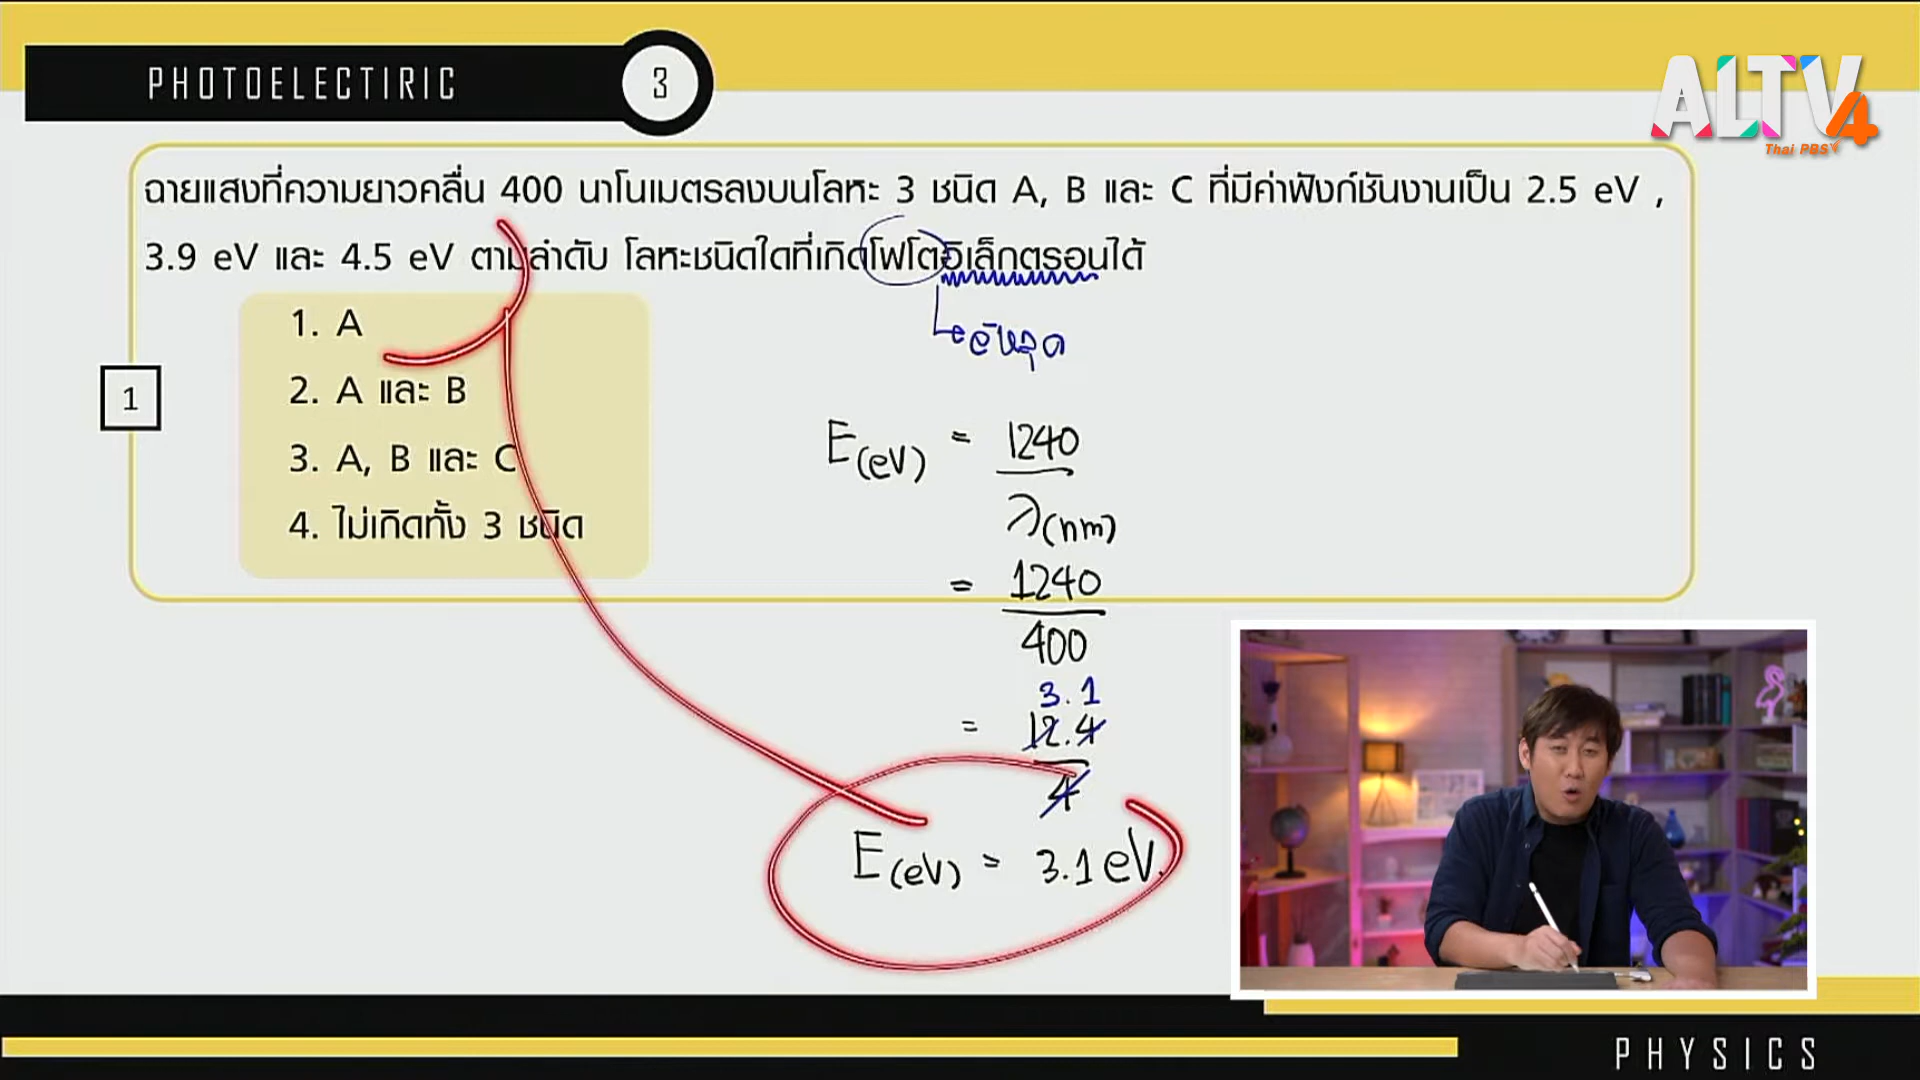 PHOTOELECTIRIC
3
ALTV4
Thai PBS
ฉายแสงที่ความยาวคลื่น 400 นาโนเมตรลงบนโลหะ 3 ชนิด A, B และ C ที่มีค่าฟังก์ชันงานเป็น 2.5 eV ,
3.9 eV และ 4.5 eV ตามลำดับ โลหะชนิดใดที่เกิดโฟโตอิเล็กตรอนได้
1. A
2. A และ B
3. A, B และ C
4. ไม่เกิดทั้ง 3 ชนิด
1
E(eV) = 1240
λ(nm)
= 1240
400
3.1
= 12.4
4
E(eV) = 3.1 eV.
PHYSICS